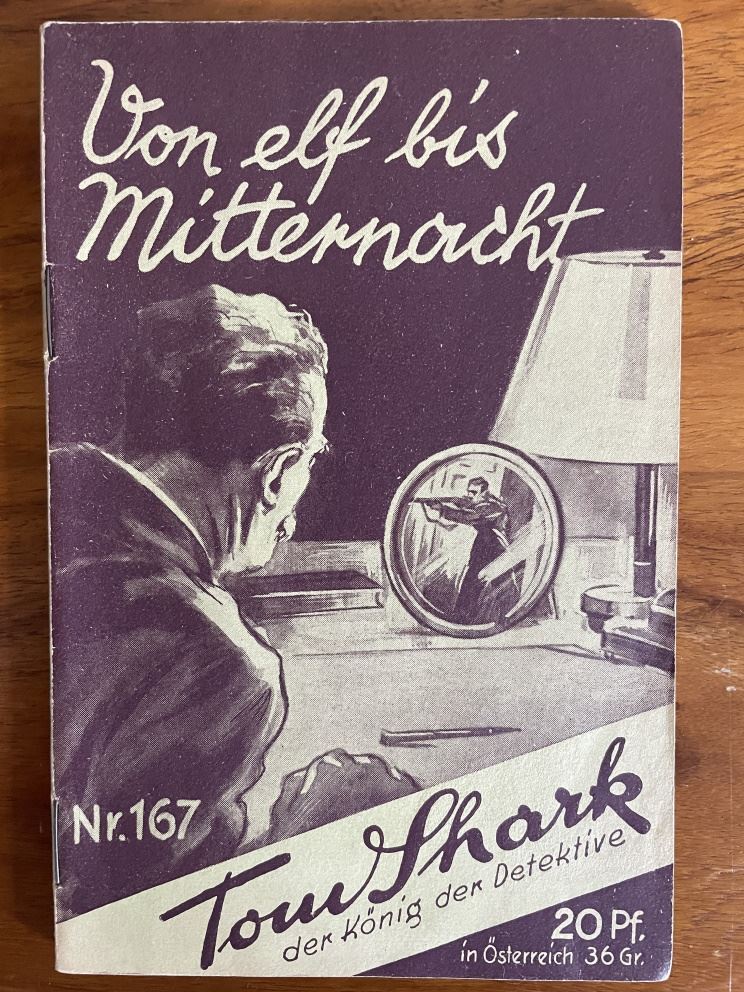 Von elf bis
Mitternacht
Nr. 167
Tom Shark
der König der Detektive
20 Pf.
in Österreich 36 Gr.